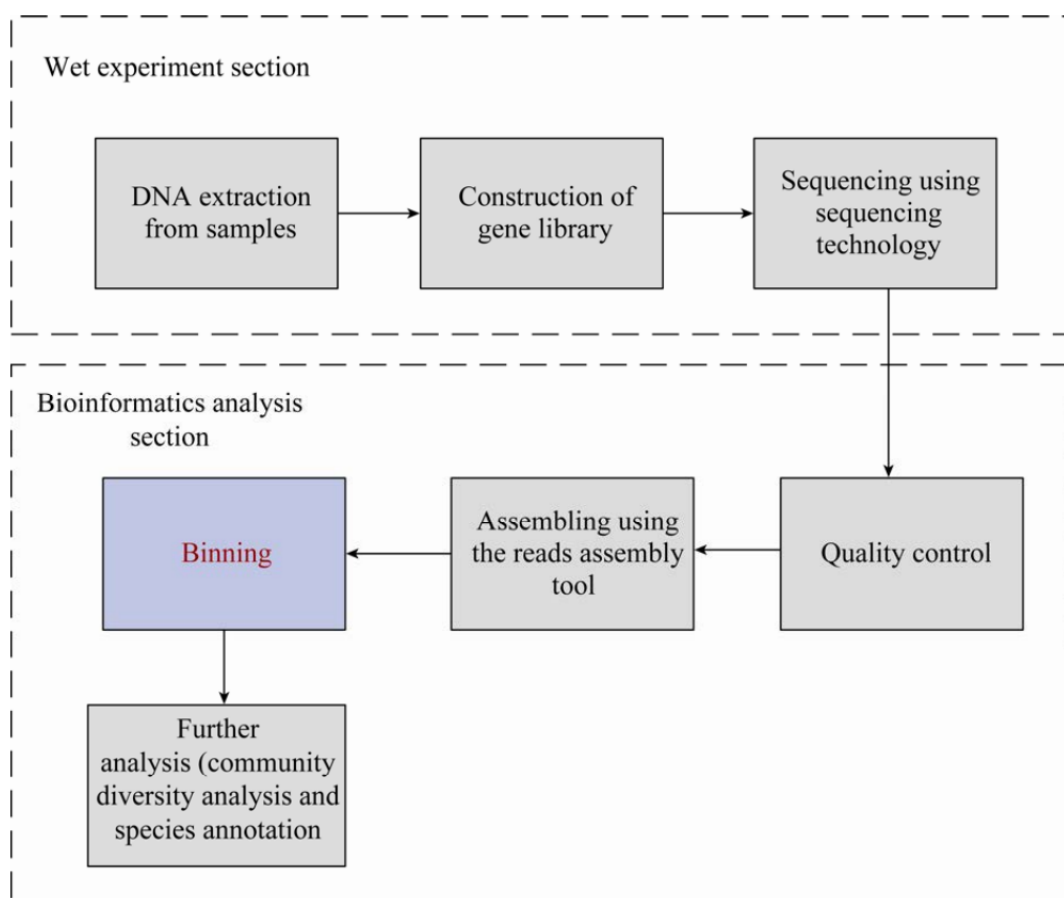 Wet experiment section
DNA extraction
from samples
Construction of
gene library
Sequencing using
sequencing
technology
Bioinformatics analysis
section
Binning
Assembling using
the reads assembly
tool
Quality control
Further
analysis (community
diversity analysis and
species annotation